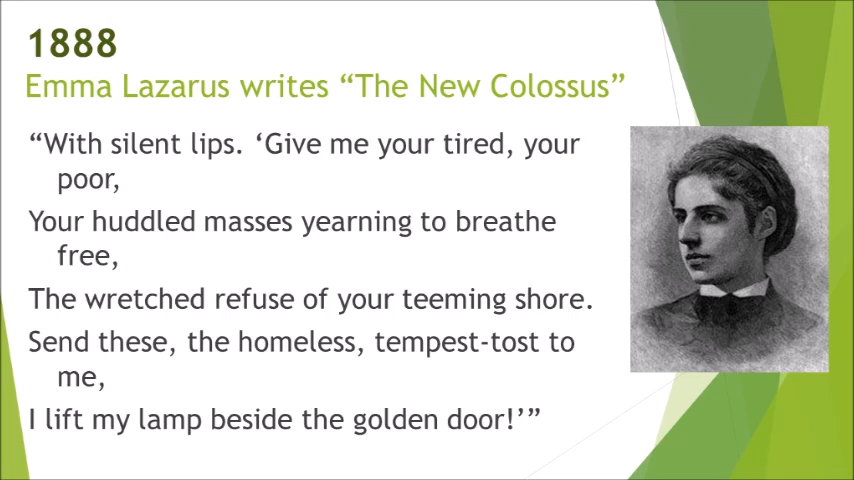 1888
Emma Lazarus writes “The New Colossus”
“With silent lips. ‘Give me your tired, your
poor,
Your huddled masses yearning to breathe
free,
The wretched refuse of your teeming shore.
Send these, the homeless, tempest-tost to
me,
I lift my lamp beside the golden door!’”